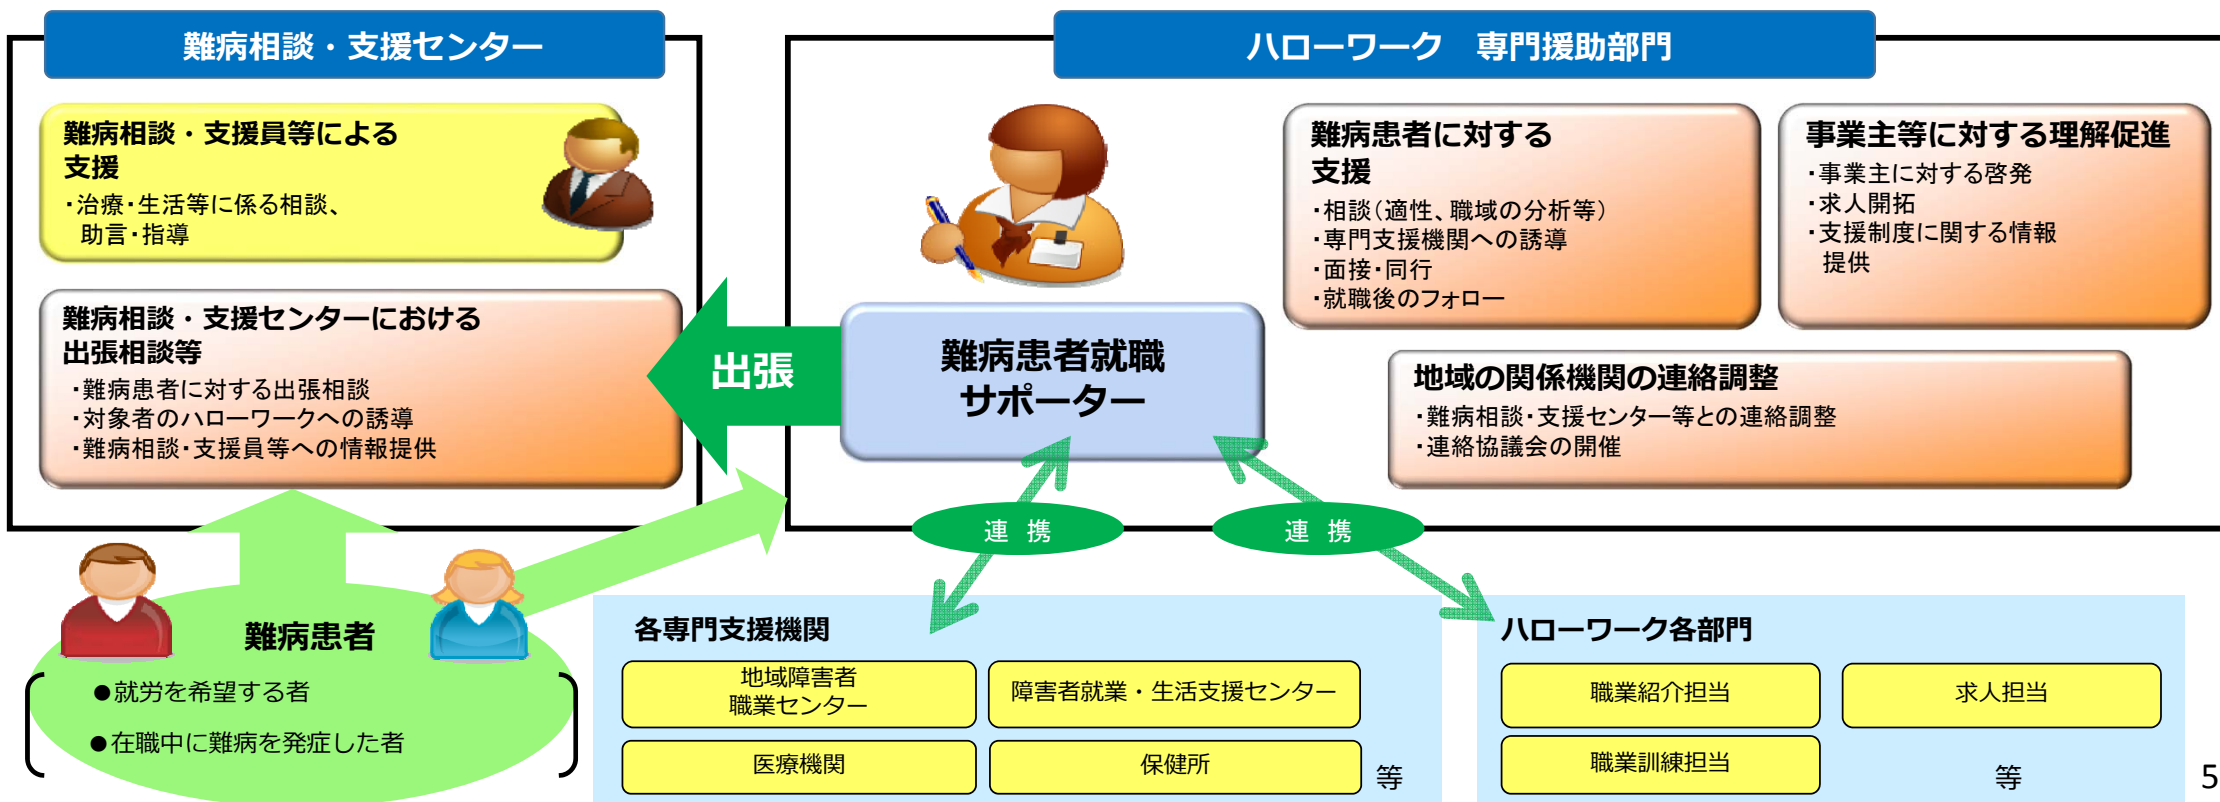 難病相談・支援センター
難病相談・支援員等による
支援
・治療・生活等に係る相談、
助言・指導
難病相談・支援センターにおける
出張相談等
・難病患者に対する出張相談
・対象者のハローワークへの誘導
・難病相談・支援員等への情報提供
出張
ハローワーク　専門援助部門
難病患者就職
サポーター
難病患者に対する
支援
・相談（適性、職域の分析等）
・専門支援機関への誘導
・面接・同行
・就職後のフォロー
事業主等に対する理解促進
・事業主に対する啓発
・求人開拓
・支援制度に関する情報
提供
地域の関係機関の連絡調整
・難病相談・支援センター等との連絡調整
・連絡協議会の開催
連 携
連 携
難病患者
●就労を希望する者
●在職中に難病を発症した者
各専門支援機関
地域障害者
職業センター
障害者就業・生活支援センター
医療機関
保健所
等
ハローワーク各部門
職業紹介担当
求人担当
職業訓練担当
等
5